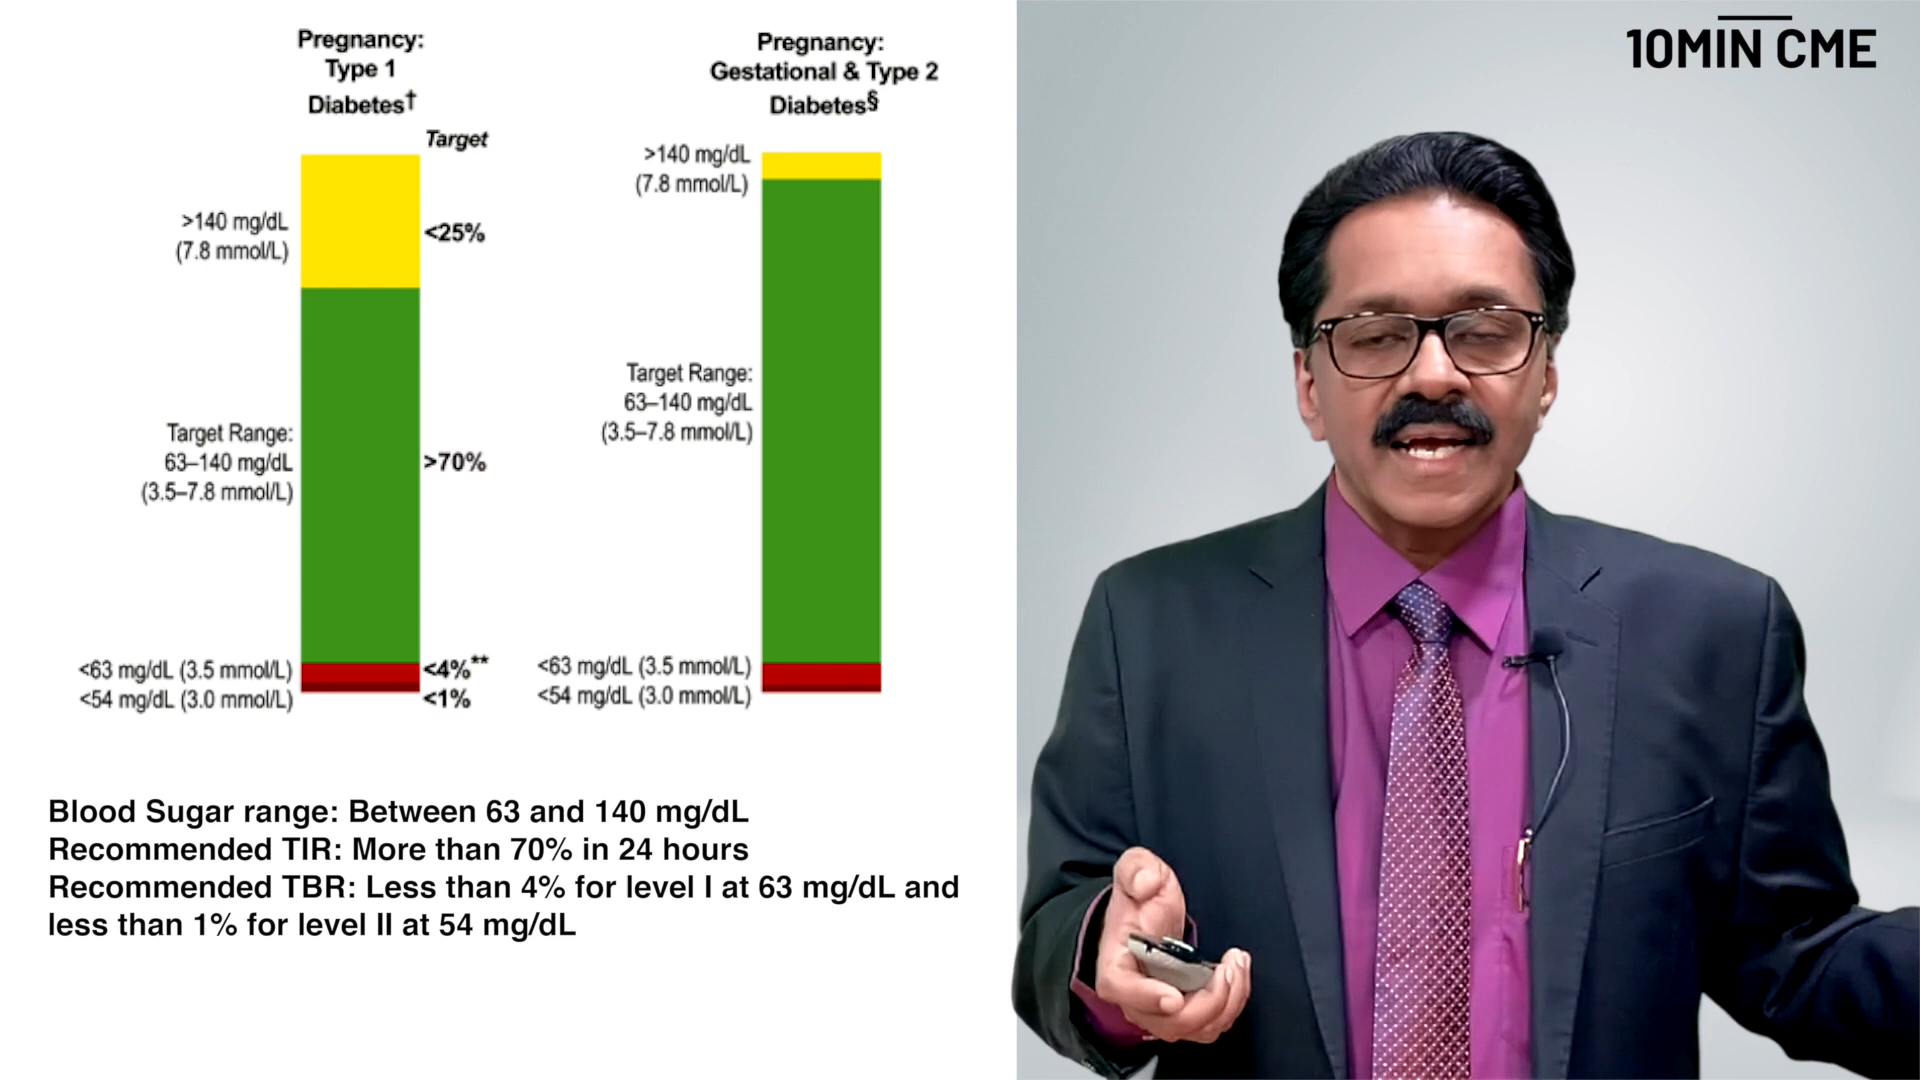 Pregnancy:
Type 1
Diabetes†
Target
>140 mg/dL
(7.8 mmol/L)
<25%
Target Range:
63–140 mg/dL
(3.5–7.8 mmol/L)
>70%
<63 mg/dL (3.5 mmol/L)
<4%**
<54 mg/dL (3.0 mmol/L)
<1%
Pregnancy:
Gestational & Type 2
Diabetes§
>140 mg/dL
(7.8 mmol/L)
Target Range:
63–140 mg/dL
(3.5–7.8 mmol/L)
<63 mg/dL (3.5 mmol/L)
<54 mg/dL (3.0 mmol/L)
Blood Sugar range: Between 63 and 140 mg/dL
Recommended TIR: More than 70% in 24 hours
Recommended TBR: Less than 4% for level I at 63 mg/dL and
less than 1% for level II at 54 mg/dL
10MIN CME